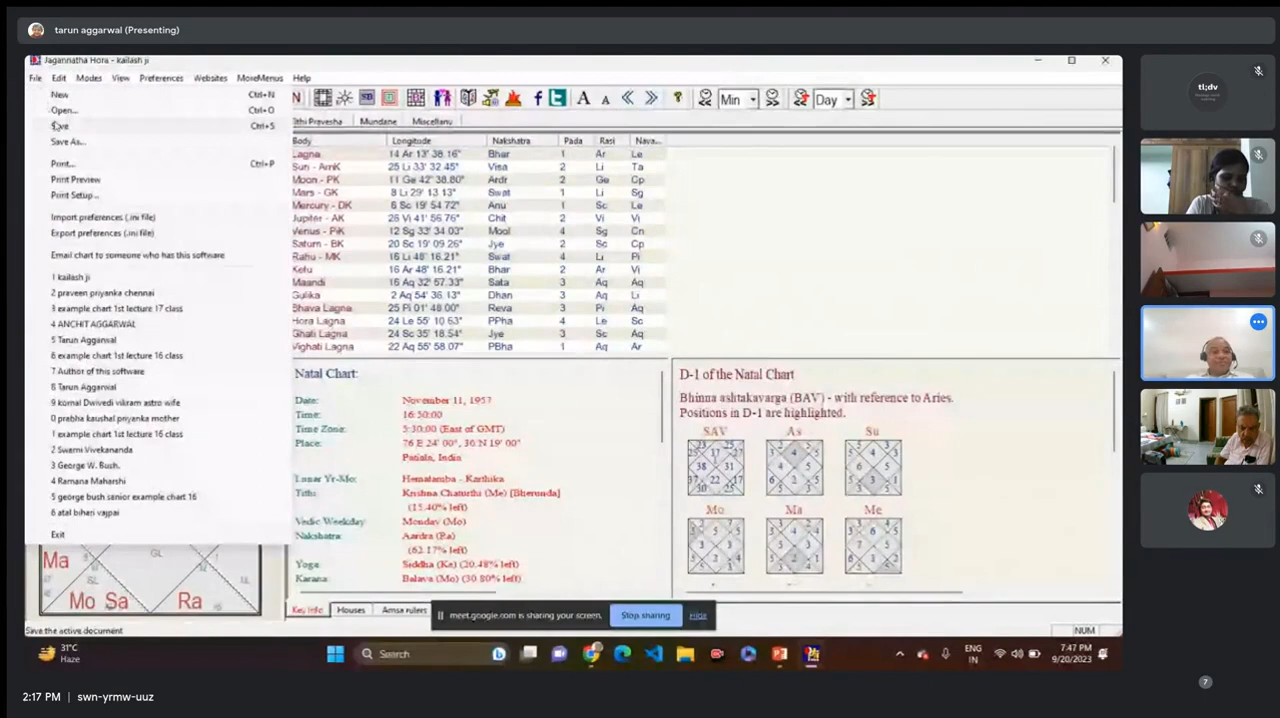 tarun aggarwal (Presenting)
Jagannatha Hora - kailash ji
File Edit Modes View Preferences Websites MoreMenus Help
New Ctrl+N
Open... Ctrl+O
Save Ctrl+S
Save As...
Print... Ctrl+P
Print Preview
Print Setup...
Import preferences (.ini file)
Export preferences (.ini file)
Email chart to someone who has this software
1 kailash ji
2 praveen priyanka chennai
3 example chart 1st lecture 17 class
4 ANCHIT AGGARWAL
5 Tarun Aggarwal
6 example chart 1st lecture 16 class
7 Author of this software
8 Tarun Aggarwal
9 komal Dwivedi vikram astro wife
0 prabha kaushal priyanka mother
1 example chart 1st lecture 16 class
2 Swami Vivekananda
3 George W. Bush.
4 Ramana Maharshi
5 george bush senior example chart 16
6 atal bihari vajpai
Exit
Min Day
Tithi Pravesha Mundane Miscellany
Body Longitude Nakshatra Pada Rasi Nava...
Lagna 14 Ar 13' 38.16" Bhar 1 Ar Le
Sun - AmK 25 Li 33' 32.45" Visa 2 Li Ta
Moon - PK 11 Ge 42' 38.80" Ardr 2 Ge Cp
Mars - GK 8 Li 29' 13.13" Swat 1 Li Sg
Mercury - DK 6 Sc 19' 54.72" Anu 1 Sc Le
Jupiter - AK 26 Vi 41' 56.76" Chit 2 Vi Vi
Venus - PiK 12 Sg 33' 34.03" Mool 4 Sg Cn
Saturn - BK 20 Sc 19' 09.26" Jye 2 Sc Cp
Rahu - MK 16 Li 48' 16.21" Swat 4 Li Pi
Ketu 16 Ar 48' 16.21" Bhar 2 Ar Vi
Maandi 16 Aq 32' 57.33" Sata 3 Aq Aq
Gulika 2 Aq 54' 36.13" Dhan 3 Aq Li
Bhava Lagna 25 Pi 01' 48.00" Reva 3 Pi Aq
Hora Lagna 24 Le 55' 10.63" PPha 4 Le Sc
Ghati Lagna 24 Sc 35' 18.54" Jye 3 Sc Aq
Vighati Lagna 22 Aq 55' 58.07" PBha 1 Aq Ar
Natal Chart:
Date: November 11, 1957
Time: 16:50:00
Time Zone: 5:30:00 (East of GMT)
Place: 76 E 24' 00", 30 N 19' 00"
Patiala, India
Lunar Yr-Mo: Hemalamba - Karthika
Tithi: Krishna Chaturthi (Me) [Bherunda]
(15.40% left)
Vedic Weekday: Monday (Mo)
Nakshatra: Aardra (Ra)
(62.17% left)
Yoga: Siddha (Ke) (20.48% left)
Karana: Balava (Mo) (30.80% left)
D-1 of the Natal Chart
Bhinna ashtakavarga (BAV) - with reference to Aries.
Positions in D-1 are highlighted.
SAV As Su
Mo Ma Me
Ma GL
SL
Mo Sa Ra
Key Info Houses Amsa rulers
meet.google.com is sharing your screen. Stop sharing Hide
Save the active document NUM
31°C
Haze
Search
ENG
IN
7:47 PM
9/20/2023
tl;dv
7
2:17 PM | swn-yrmw-uuz